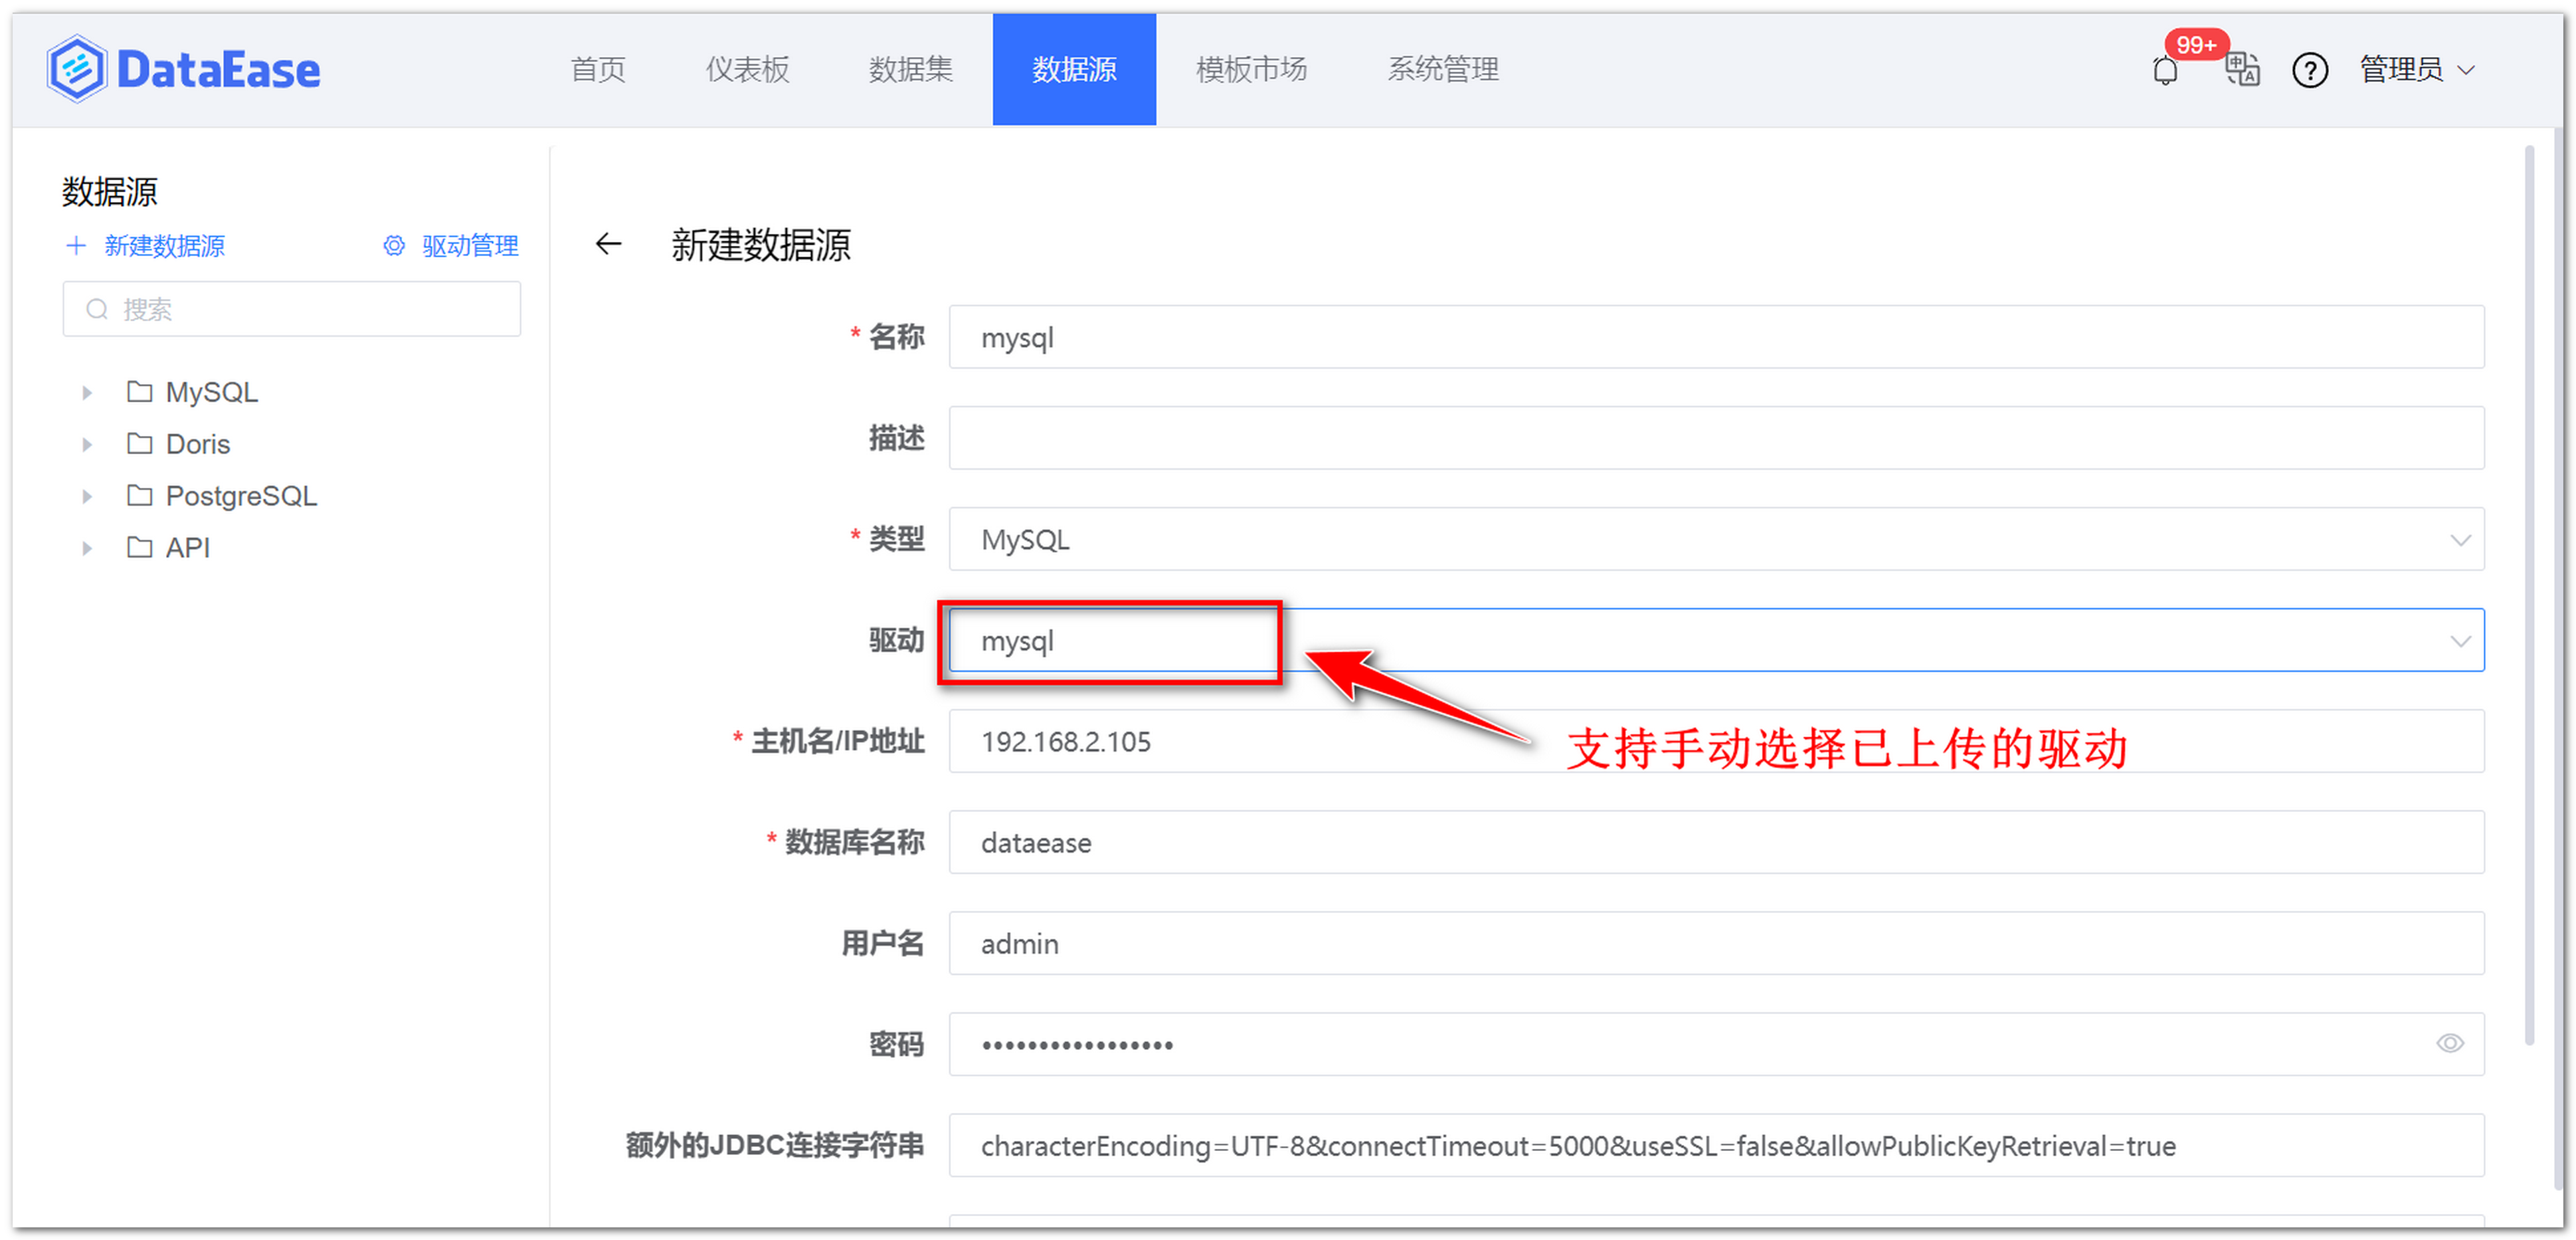 DataEase 首页 仪表板 数据集 数据源 模板市场 系统管理 99+ 中 A ? 管理员
数据源
新建数据源 驱动管理
搜索
MySQL
Doris
PostgreSQL
API
新建数据源
* 名称 mysql
描述
* 类型 MySQL
驱动 mysql
* 主机名/IP地址 192.168.2.105
支持手动选择已上传的驱动
* 数据库名称 dataease
用户名 admin
密码 •••••••••••••••••
额外的JDBC连接字符串 characterEncoding=UTF-8&connectTimeout=5000&useSSL=false&allowPublicKeyRetrieval=true